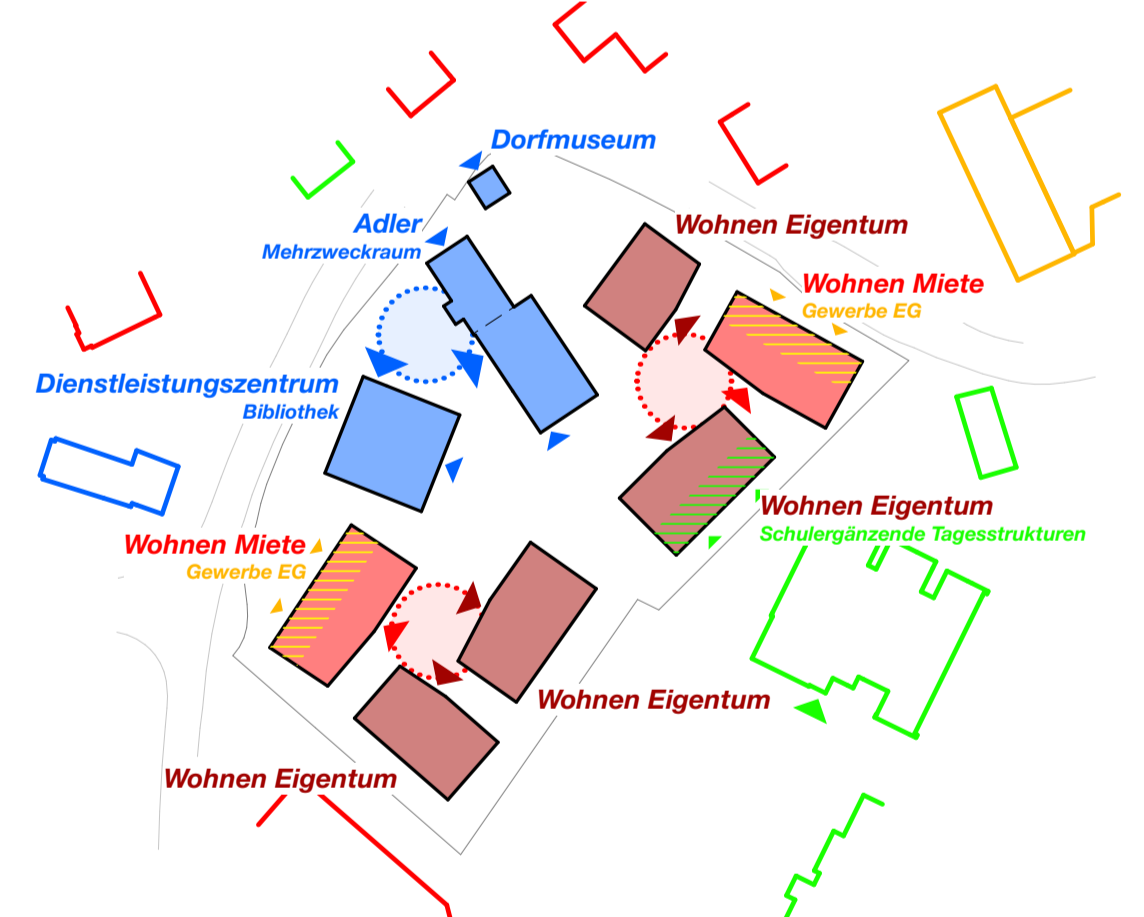 Dorfmuseum
Adler
Mehrzweckraum
Wohnen Eigentum
Wohnen Miete
Gewerbe EG
Dienstleistungszentrum
Bibliothek
Wohnen Eigentum
Schulergänzende Tagesstrukturen
Wohnen Miete
Gewerbe EG
Wohnen Eigentum
Wohnen Eigentum